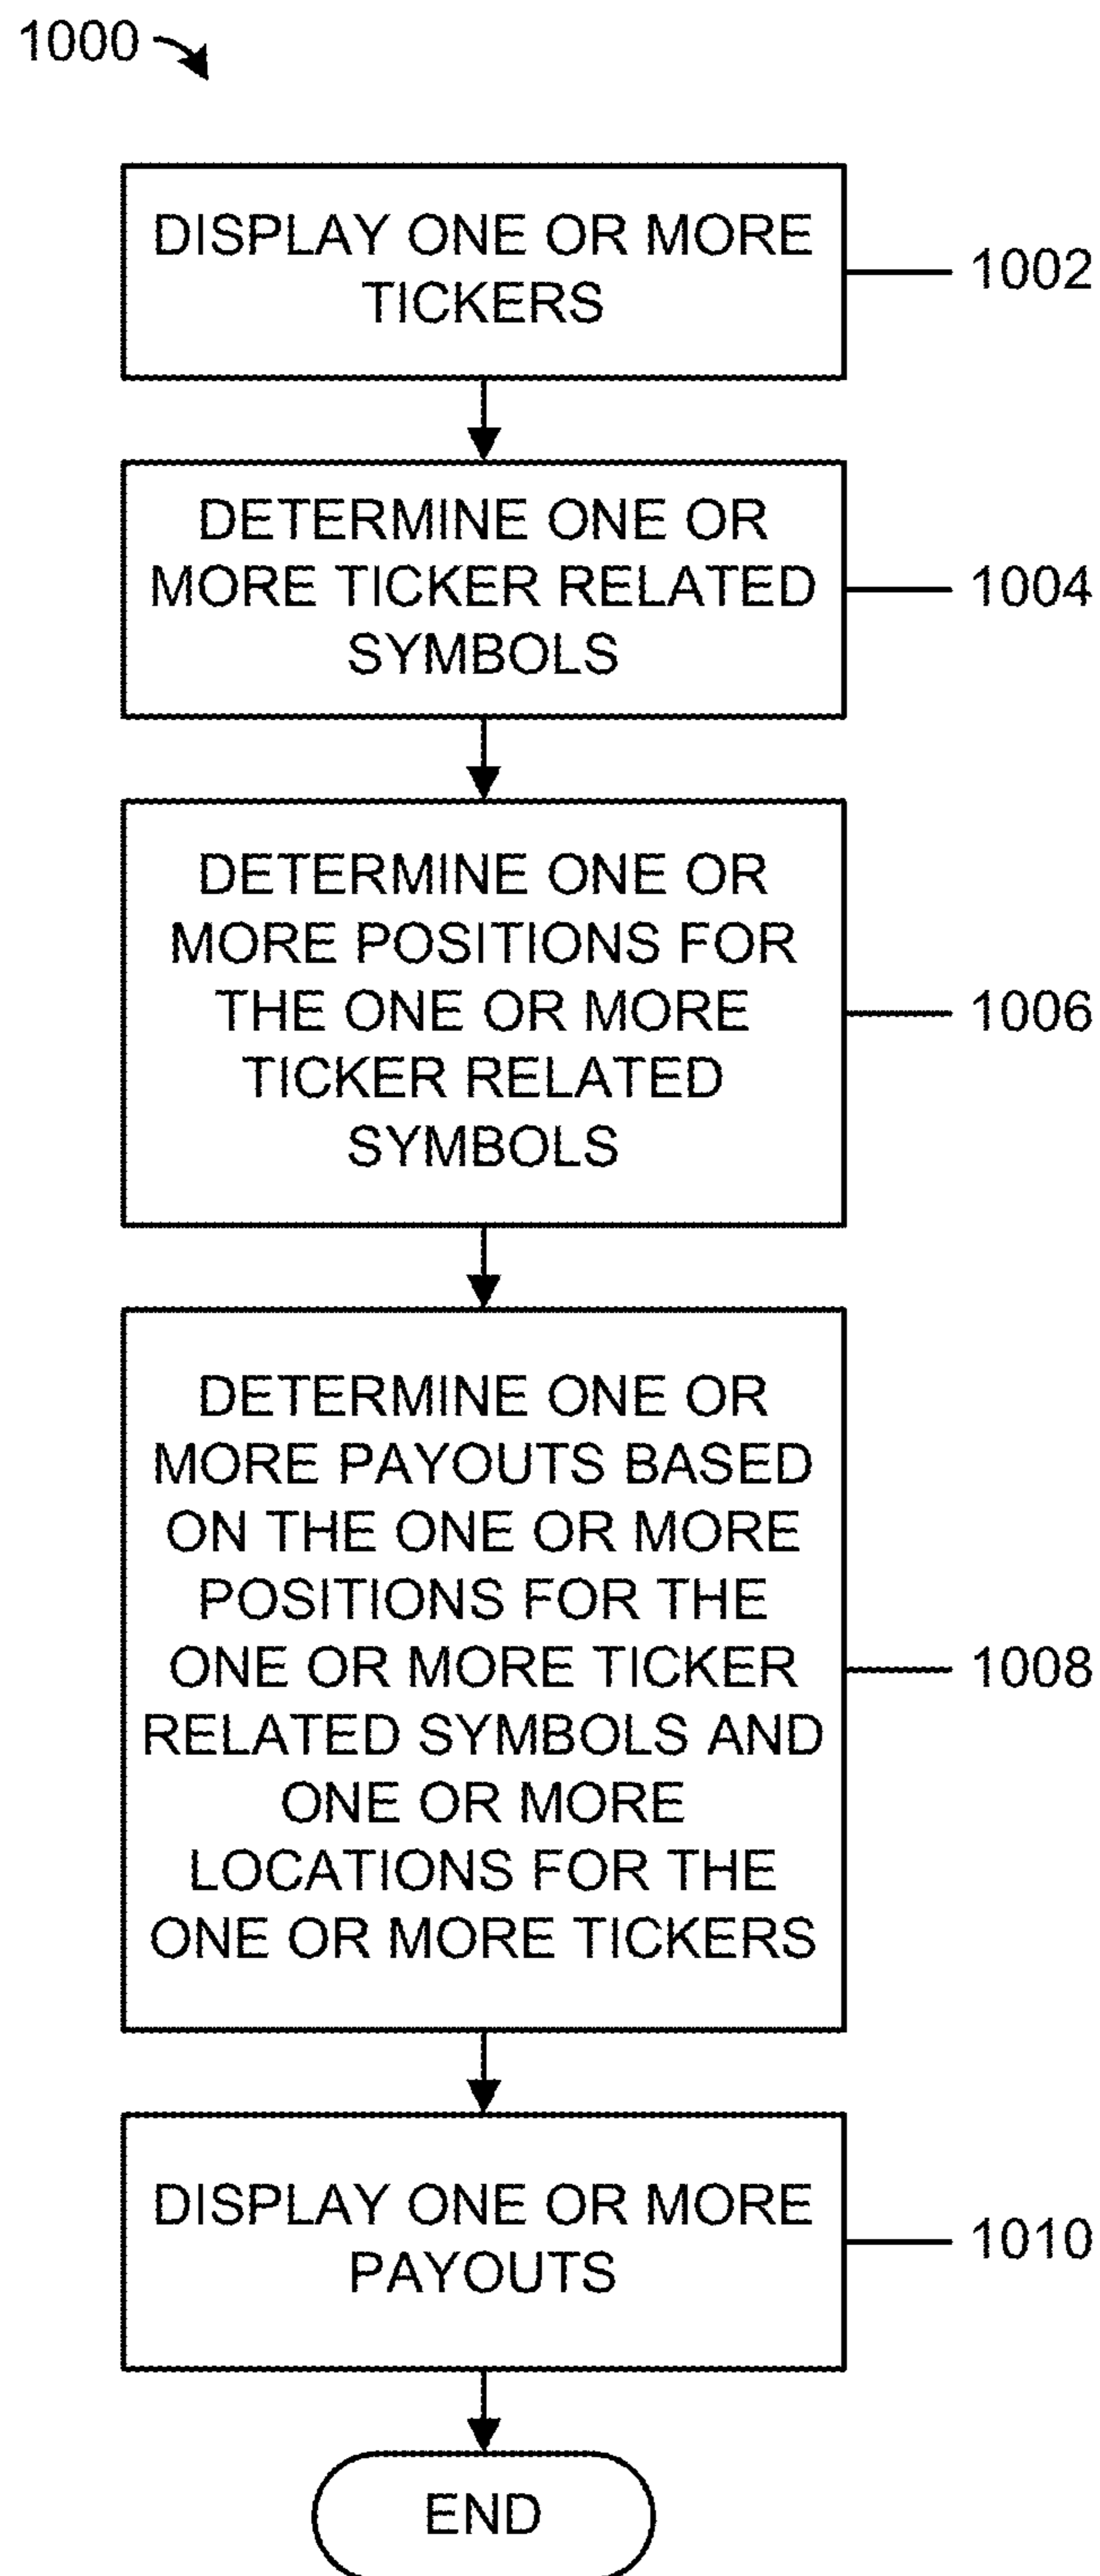 1000
DISPLAY ONE OR MORE
TICKERS
1002
DETERMINE ONE OR
MORE TICKER RELATED
SYMBOLS
1004
DETERMINE ONE OR
MORE POSITIONS FOR
THE ONE OR MORE
TICKER RELATED
SYMBOLS
1006
DETERMINE ONE OR
MORE PAYOUTS BASED
ON THE ONE OR MORE
POSITIONS FOR THE
ONE OR MORE TICKER
RELATED SYMBOLS AND
ONE OR MORE
LOCATIONS FOR THE
ONE OR MORE TICKERS
1008
DISPLAY ONE OR MORE
PAYOUTS
1010
END